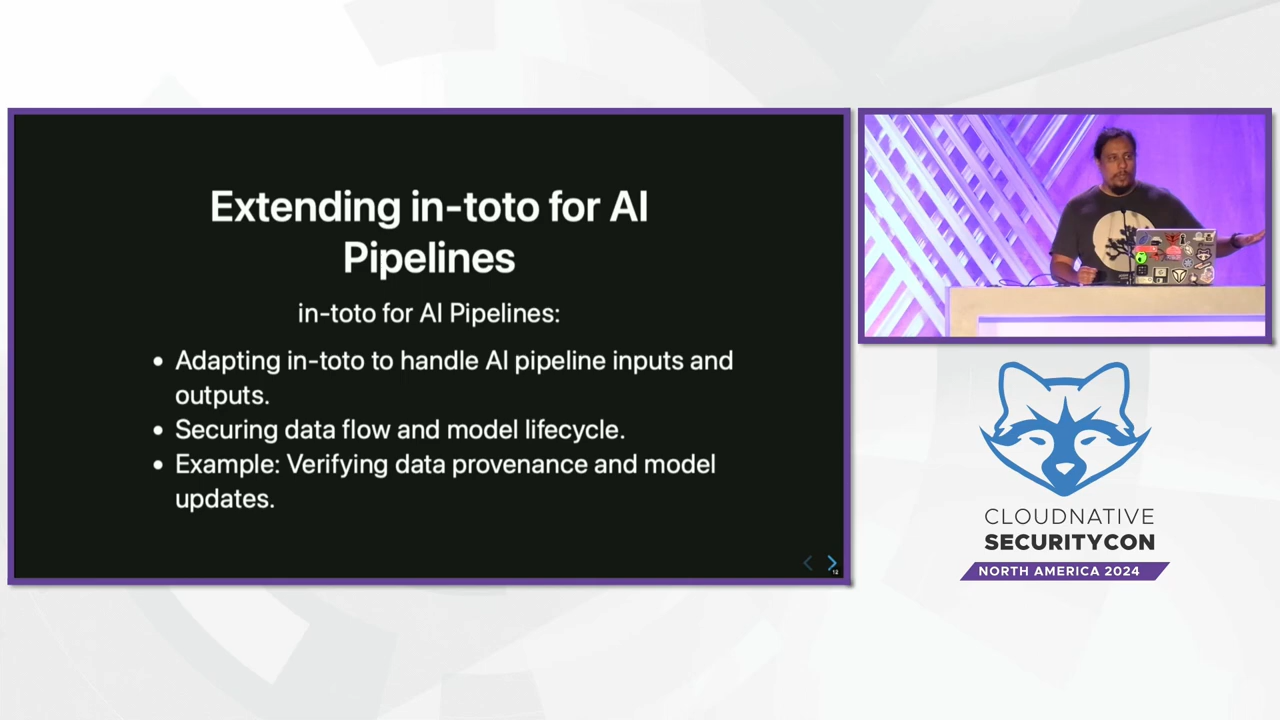 Extending in-toto for AI
Pipelines
in-toto for AI Pipelines:
• Adapting in-toto to handle AI pipeline inputs and
outputs.
• Securing data flow and model lifecycle.
• Example: Verifying data provenance and model
updates.
12
CLOUDNATIVE
SECURITYCON
NORTH AMERICA 2024